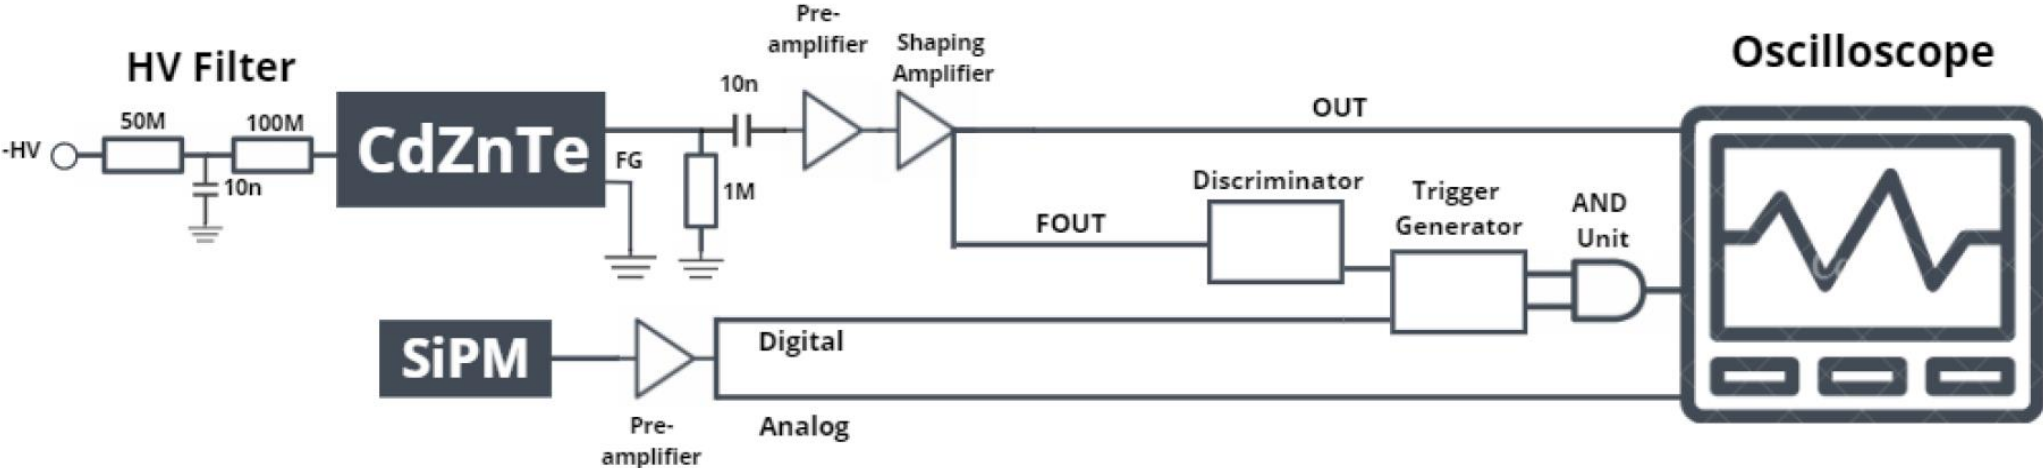 Pre-
amplifier
Shaping
Amplifier
HV Filter
Oscilloscope
10n
50M
100M
OUT
-HV
CdZnTe
FG
10n
1M
Discriminator
Trigger
Generator
AND
Unit
FOUT
Digital
SiPM
Analog
Pre-
amplifier